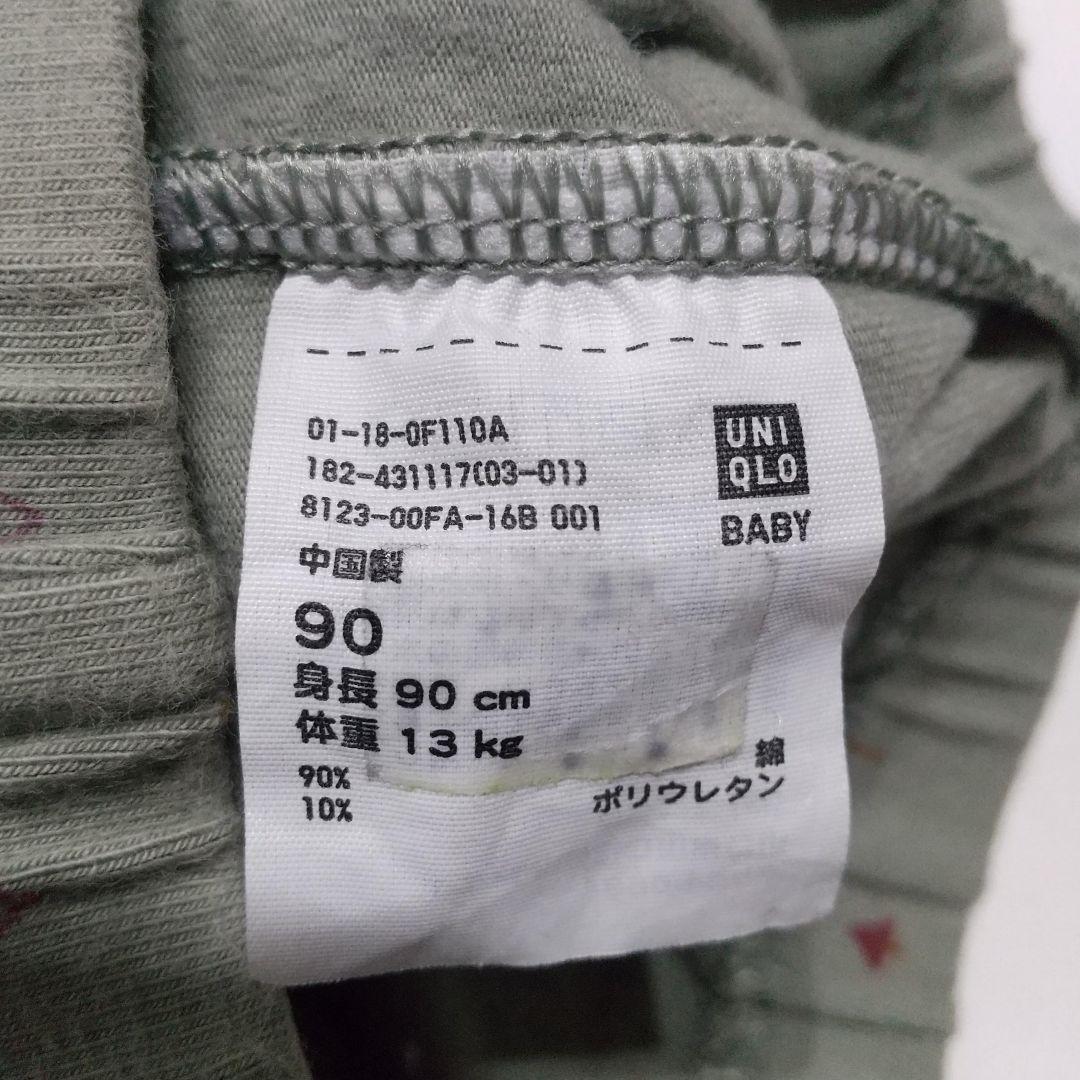 01-18-0F110A
182-431117(03-01)
8123-00FA-16B 001
UNI
QLO
BABY
中国製
90
身長 90 cm
体重 13 kg
90% 綿
10% ポリウレタン